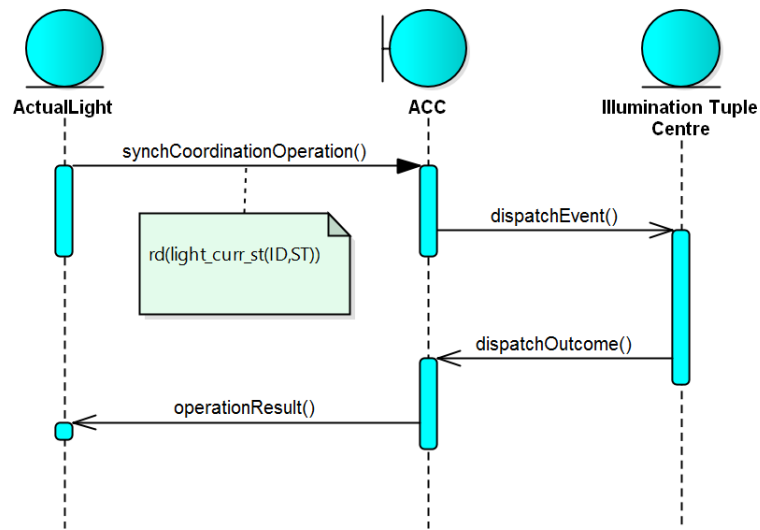 ActualLight
ACC
Illumination Tuple
Centre
synchCoordinationOperation()
dispatchEvent()
rd(light_curr_st(ID,ST))
dispatchOutcome()
operationResult()